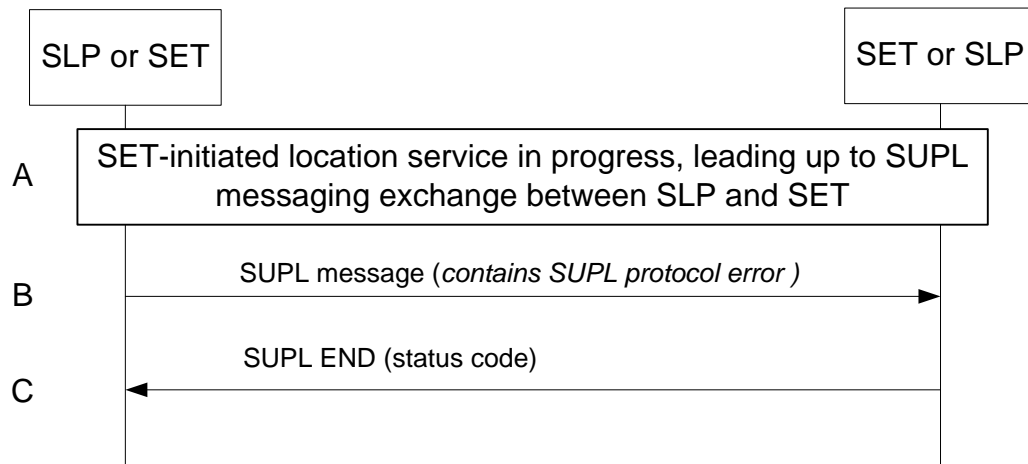 SLP or SET
SET or SLP
A
SET-initiated location service in progress, leading up to SUPL
messaging exchange between SLP and SET
B
SUPL message (contains SUPL protocol error )
SUPL END (status code)
C